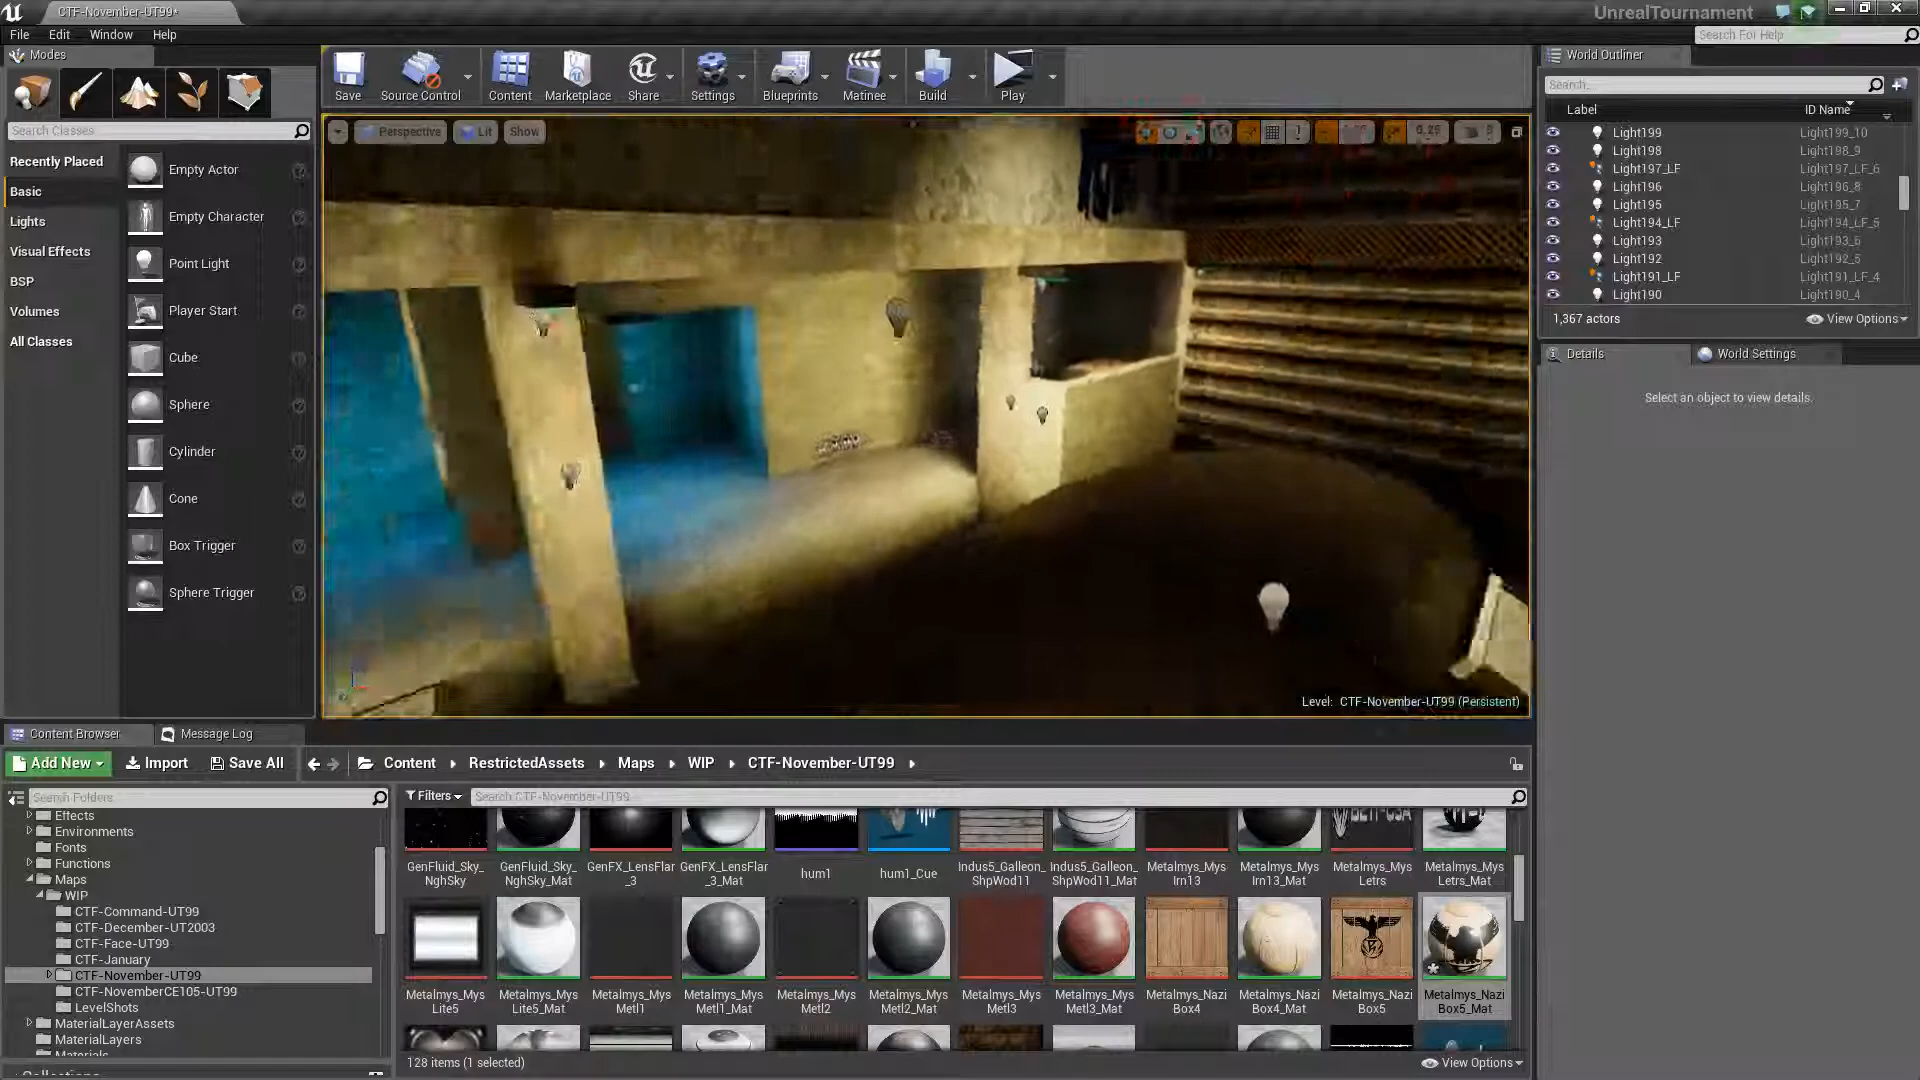 CTF-November-UT99*
UnrealTournament
File Edit Window Help
Search For Help
Modes
Search Classes
Recently Placed
Basic
Lights
Visual Effects
BSP
Volumes
All Classes
Empty Actor
Empty Character
Point Light
Player Start
Cube
Sphere
Cylinder
Cone
Box Trigger
Sphere Trigger
Save
Source Control
Content
Marketplace
Share
Settings
Blueprints
Matinee
Build
Play
Perspective
Lit
Show
0.25
Level: CTF-November-UT99 (Persistent)
World Outliner
Search...
Label ID Name
Light199 Light199_10
Light198 Light198_9
Light197_LF Light197_LF_6
Light196 Light196_8
Light195 Light195_7
Light194_LF Light194_LF_5
Light193 Light193_6
Light192 Light192_5
Light191_LF Light191_LF_4
Light190 Light190_4
1,367 actors
View Options
Details
World Settings
Select an object to view details.
Content Browser
Message Log
Add New
Import
Save All
Content
RestrictedAssets
Maps
WIP
CTF-November-UT99
Search Folders
Filters
Search CTF-November-UT99
Effects
Environments
Fonts
Functions
Maps
WIP
CTF-Command-UT99
CTF-December-UT2003
CTF-Face-UT99
CTF-January
CTF-November-UT99
CTF-NovemberCE105-UT99
LevelShots
MaterialLayerAssets
MaterialLayers
Materials
Collections
GenFluid_Sky_
NghSky
GenFluid_Sky_
NghSky_Mat
GenFX_LensFlar
_3
GenFX_LensFlar
_3_Mat
hum1
hum1_Cue
Indus5_Galleon_
ShpWod11
Indus5_Galleon_
ShpWod11_Mat
Metalmys_Mys
Irn13
Metalmys_Mys
Irn13_Mat
Metalmys_Mys
Letrs
Metalmys_Mys
Letrs_Mat
Metalmys_Mys
Lite5
Metalmys_Mys
Lite5_Mat
Metalmys_Mys
Metl1
Metalmys_Mys
Metl1_Mat
Metalmys_Mys
Metl2
Metalmys_Mys
Metl2_Mat
Metalmys_Mys
Metl3
Metalmys_Mys
Metl3_Mat
Metalmys_Nazi
Box4
Metalmys_Nazi
Box4_Mat
Metalmys_Nazi
Box5
Metalmys_Nazi
Box5_Mat
128 items (1 selected)
View Options